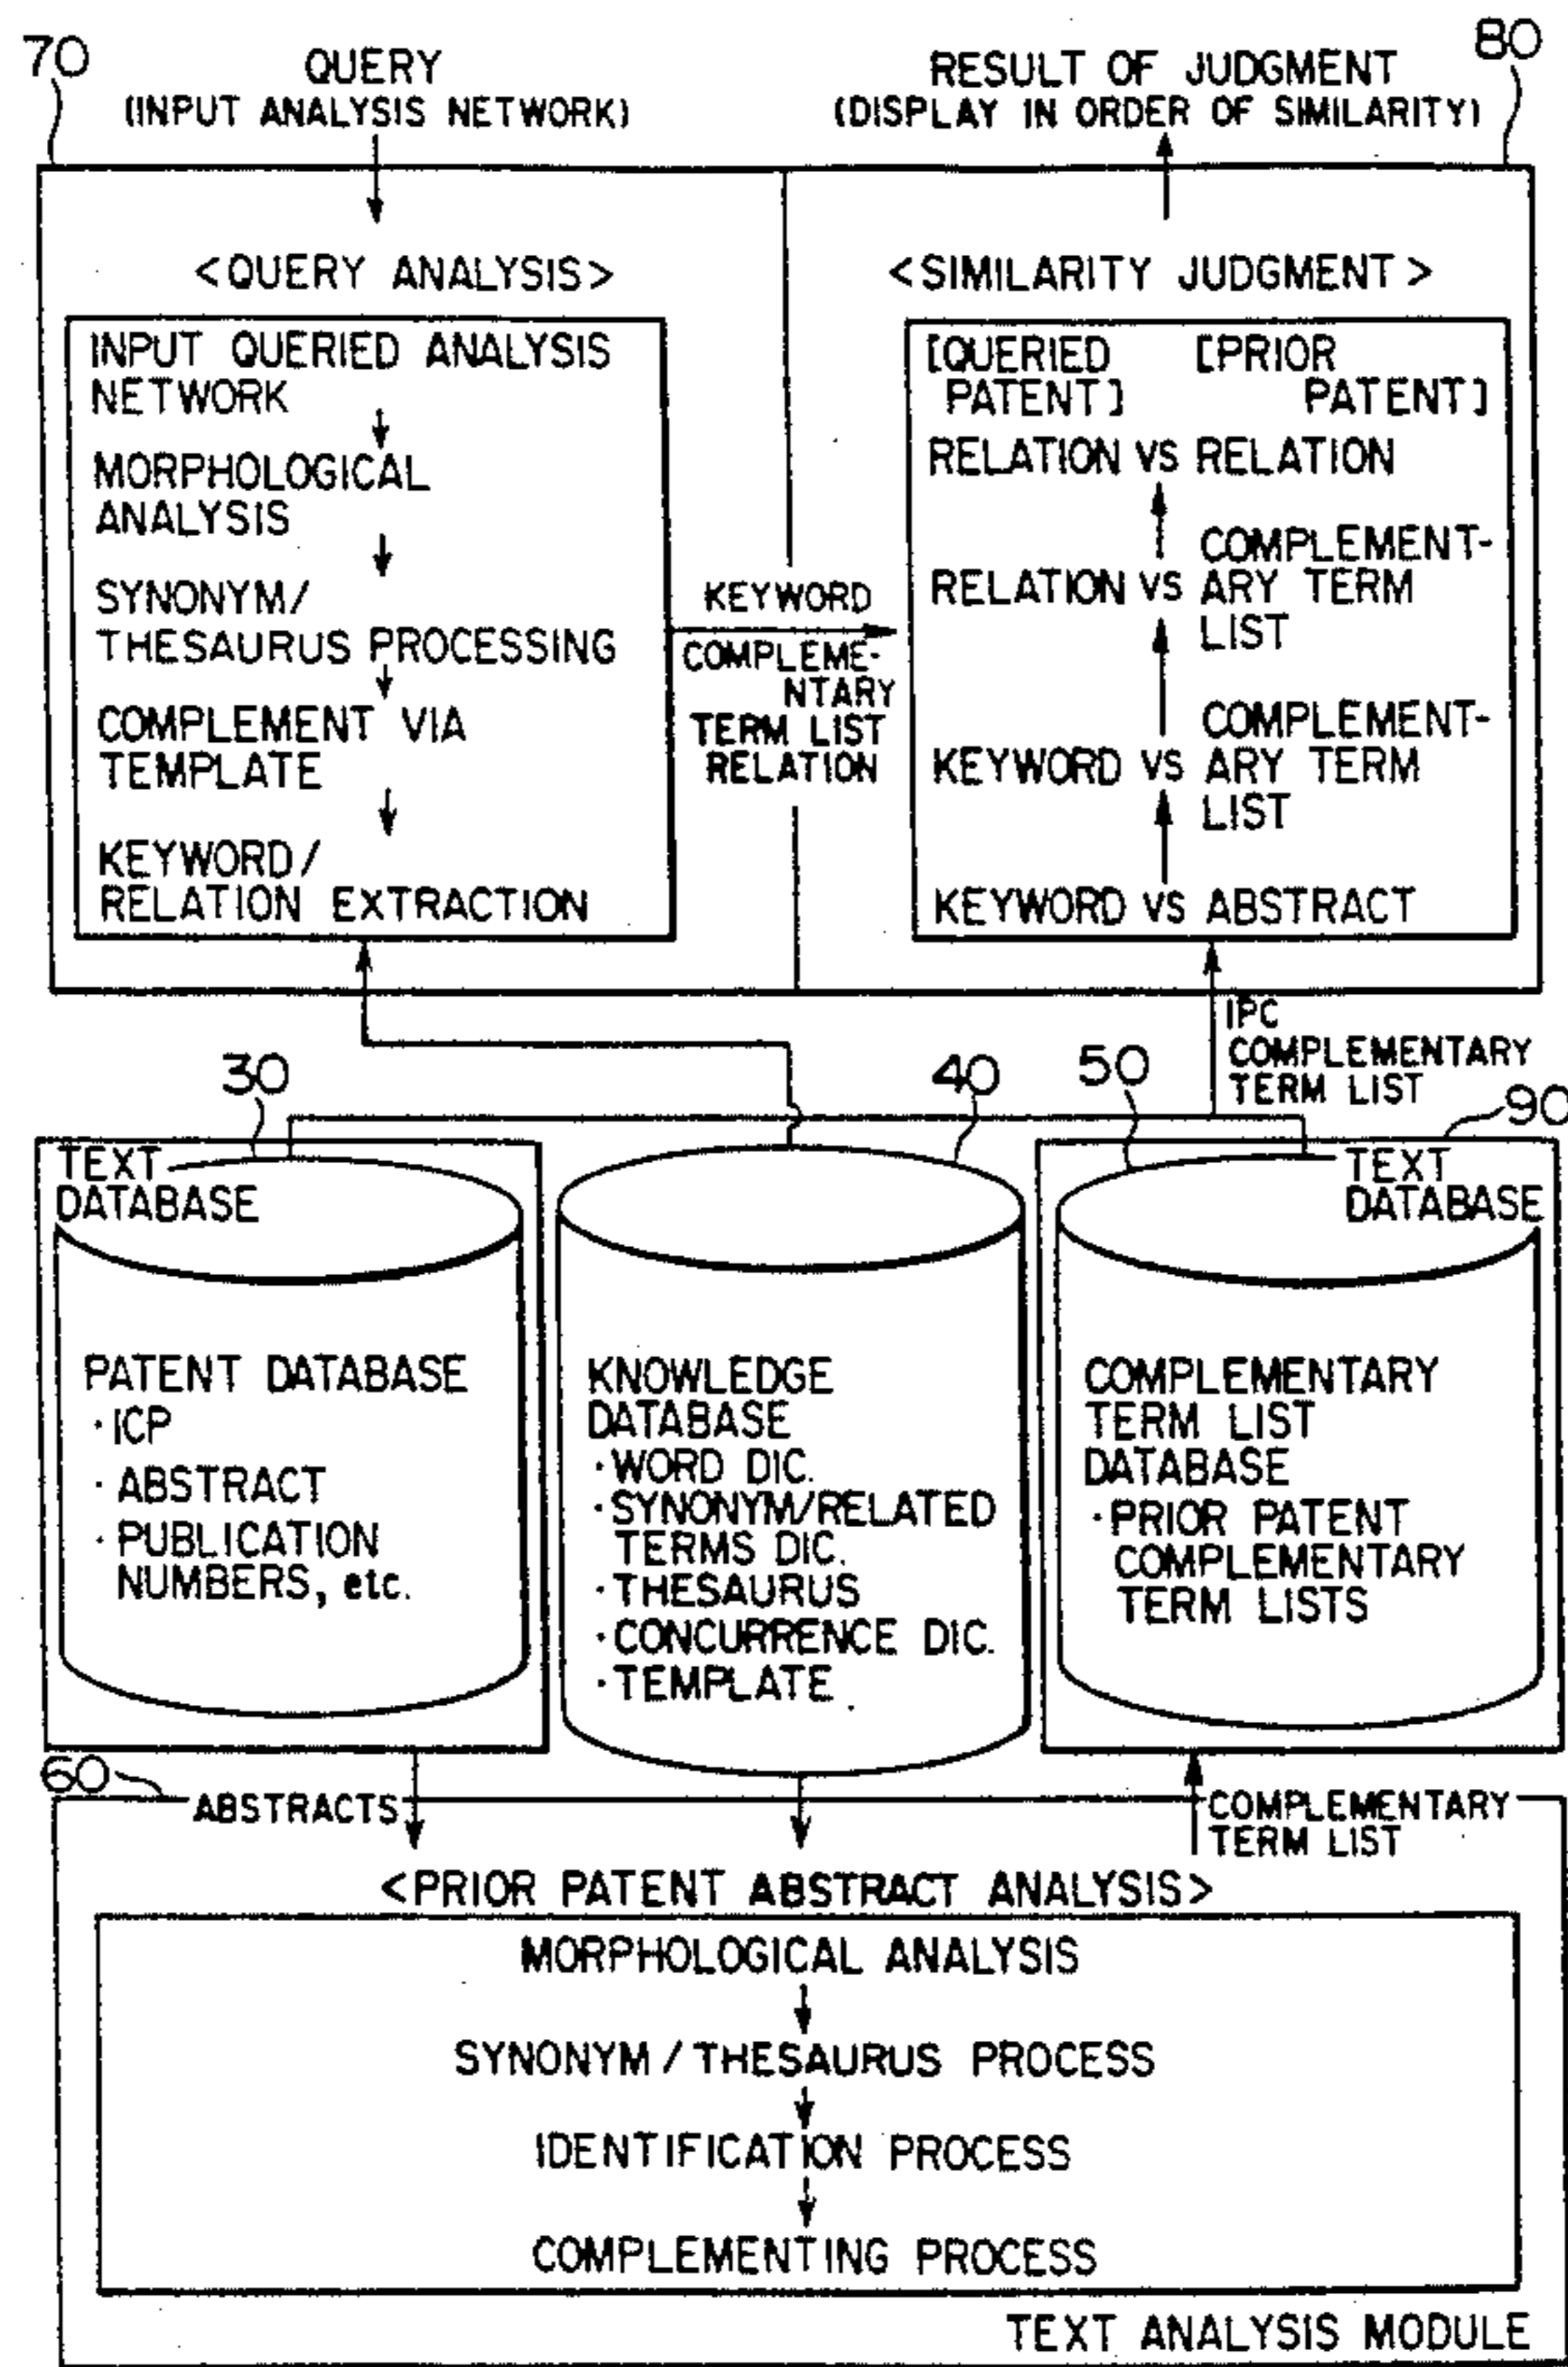 70
QUERY
(INPUT ANALYSIS NETWORK)
RESULT OF JUDGMENT
(DISPLAY IN ORDER OF SIMILARITY)
80
<QUERY ANALYSIS>
INPUT QUERIED ANALYSIS
NETWORK
MORPHOLOGICAL
ANALYSIS
SYNONYM/
THESAURUS PROCESSING
COMPLEMENT VIA
TEMPLATE
KEYWORD/
RELATION EXTRACTION
KEYWORD
COMPLEME-
NTARY
TERM LIST
RELATION
<SIMILARITY JUDGMENT>
[QUERIED [PRIOR
PATENT] PATENT]
RELATION VS RELATION
COMPLEMENT-
RELATION VS ARY TERM
LIST
COMPLEMENT-
KEYWORD VS ARY TERM
LIST
KEYWORD VS ABSTRACT
IPC
COMPLEMENTARY
TERM LIST
30
TEXT
DATABASE
PATENT DATABASE
·ICP
·ABSTRACT
·PUBLICATION
NUMBERS, etc.
40
KNOWLEDGE
DATABASE
·WORD DIC.
·SYNONYM/RELATED
TERMS DIC.
·THESAURUS
·CONCURRENCE DIC.
·TEMPLATE
50
90
TEXT
DATABASE
COMPLEMENTARY
TERM LIST
DATABASE
·PRIOR PATENT
COMPLEMENTARY
TERM LISTS
60
ABSTRACTS
COMPLEMENTARY
TERM LIST
<PRIOR PATENT ABSTRACT ANALYSIS>
MORPHOLOGICAL ANALYSIS
SYNONYM / THESAURUS PROCESS
IDENTIFICATION PROCESS
COMPLEMENTING PROCESS
TEXT ANALYSIS MODULE